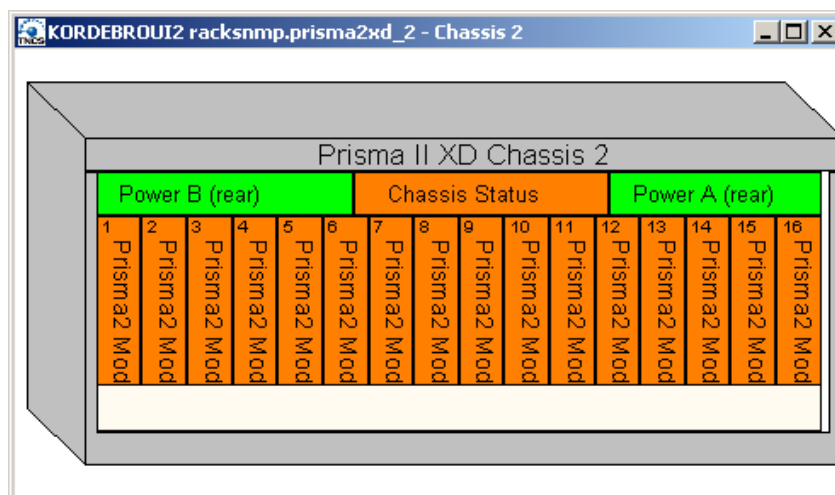 TNCS KORDEBROUI2 racksnmp.prisma2xd_2 - Chassis 2
Prisma II XD Chassis 2
Power B (rear) Chassis Status Power A (rear)
1 2 3 4 5 6 7 8 9 10 11 12 13 14 15 16
Prisma2 Mod Prisma2 Mod Prisma2 Mod Prisma2 Mod Prisma2 Mod Prisma2 Mod Prisma2 Mod Prisma2 Mod Prisma2 Mod Prisma2 Mod Prisma2 Mod Prisma2 Mod Prisma2 Mod Prisma2 Mod Prisma2 Mod Prisma2 Mod